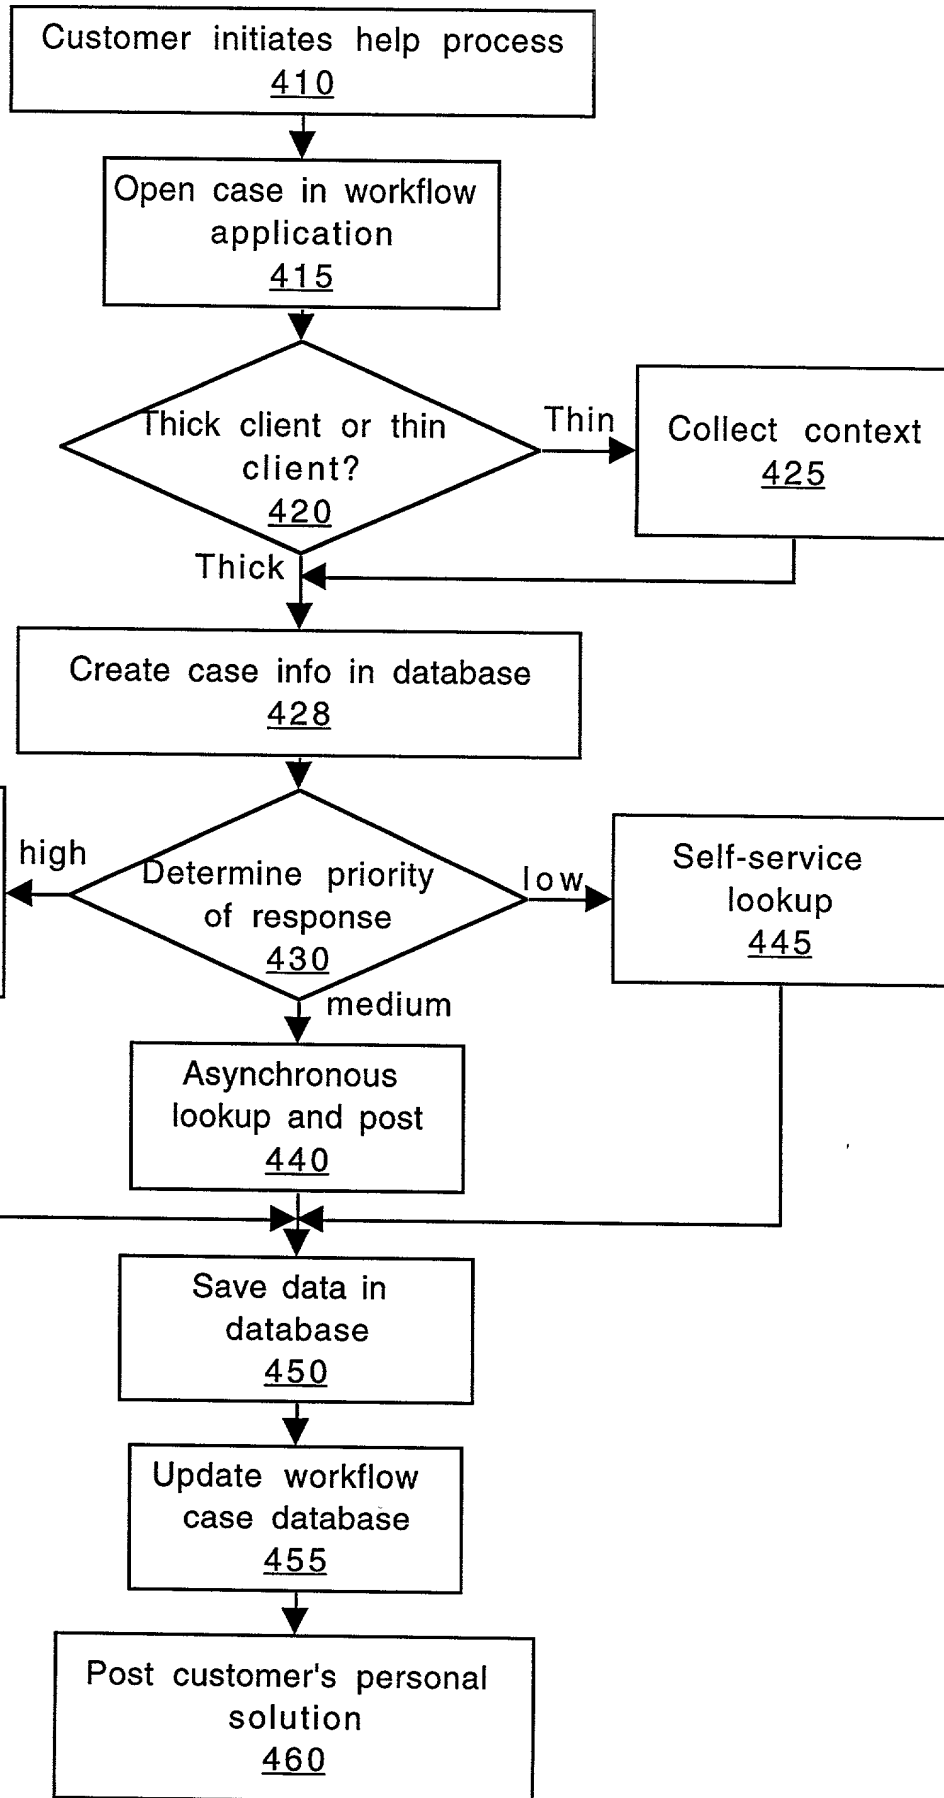 Customer initiates help process
410
Open case in workflow
application
415
Thick client or thin
client?
420
Thin
Collect context
425
Thick
Create case info in database
428
high
Determine priority
of response
430
low
Self-service
lookup
445
medium
Asynchronous
lookup and post
440
Save data in
database
450
Update workflow
case database
455
Post customer's personal
solution
460